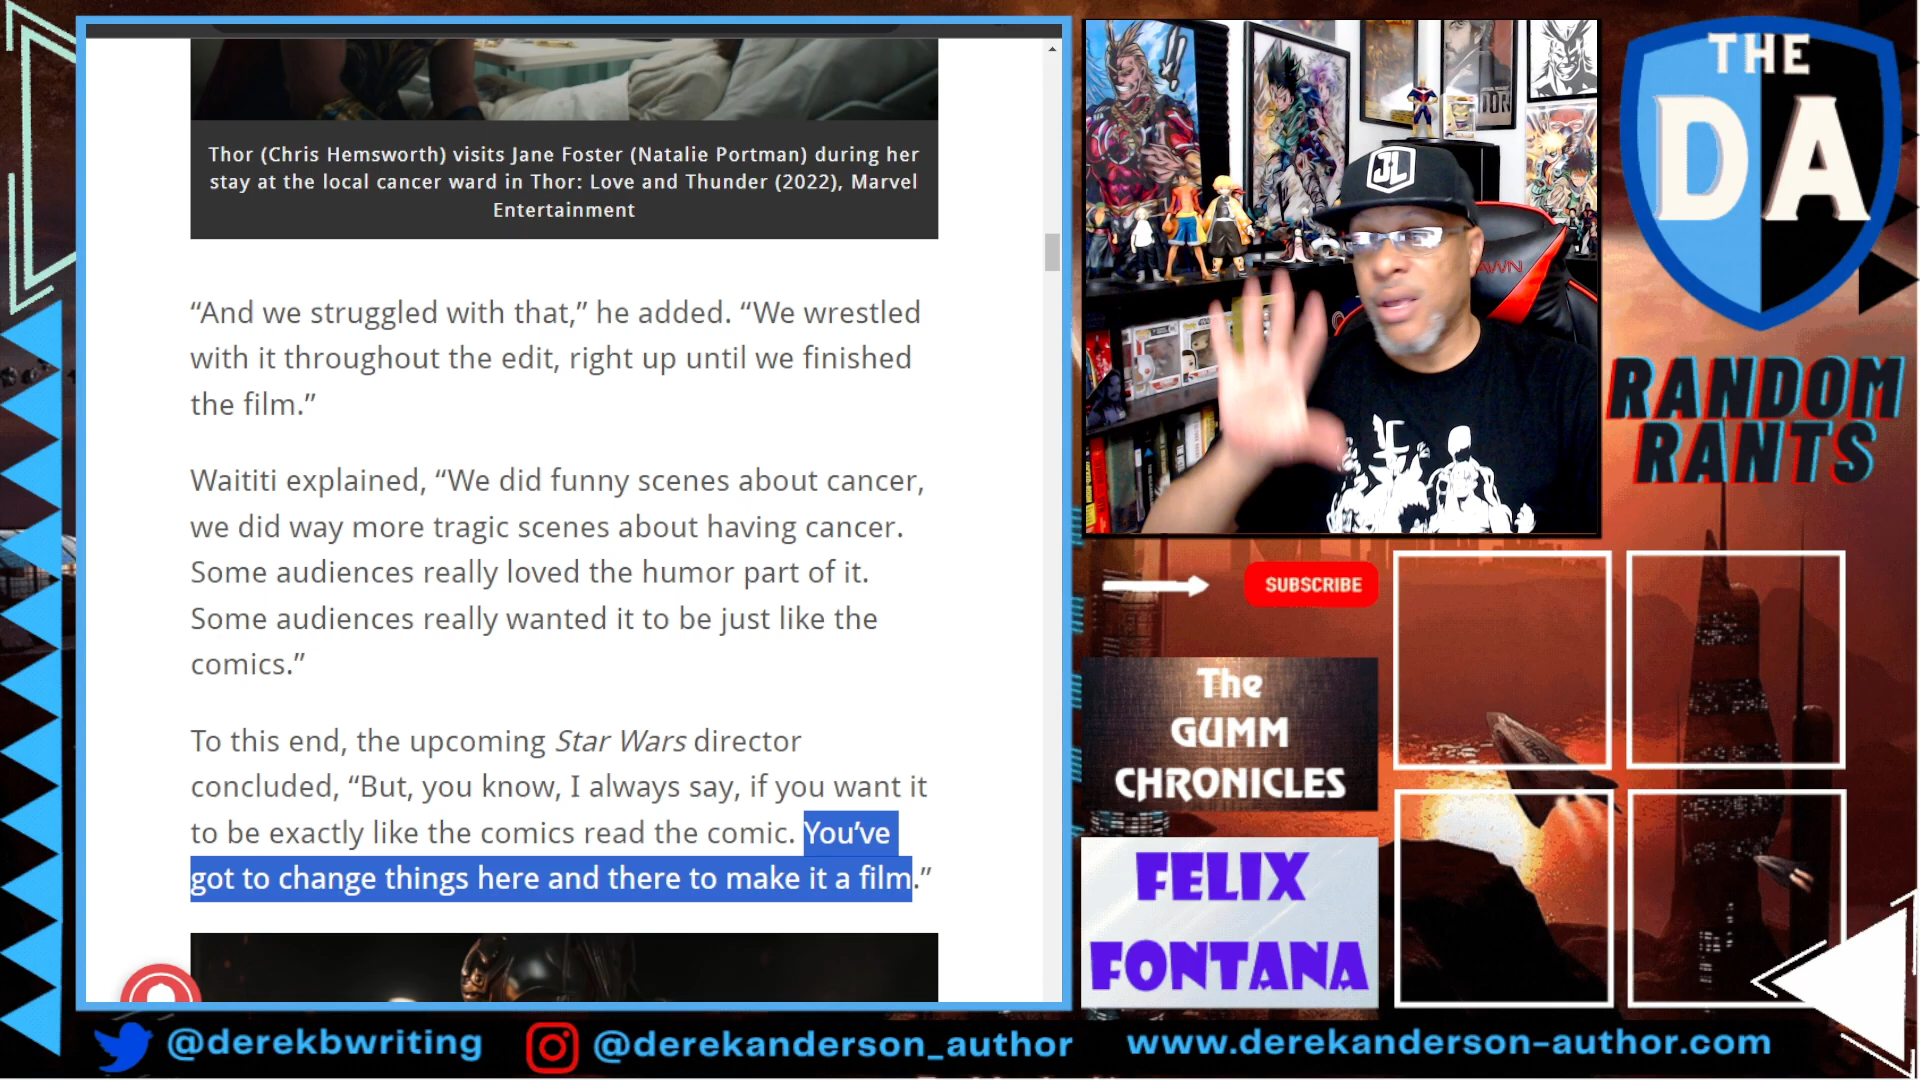 Thor (Chris Hemsworth) visits Jane Foster (Natalie Portman) during her
stay at the local cancer ward in Thor: Love and Thunder (2022), Marvel
Entertainment
“And we struggled with that,” he added. “We wrestled
with it throughout the edit, right up until we finished
the film.”
Waititi explained, “We did funny scenes about cancer,
we did way more tragic scenes about having cancer.
Some audiences really loved the humor part of it.
Some audiences really wanted it to be just like the
comics.”
To this end, the upcoming Star Wars director
concluded, “But, you know, I always say, if you want it
to be exactly like the comics read the comic. You’ve
got to change things here and there to make it a film.”
JL
THE
DA
RANDOM
RANTS
SUBSCRIBE
The
GUMM
CHRONICLES
FELIX
FONTANA
@derekbwriting
@derekanderson_author
www.derekanderson-author.com